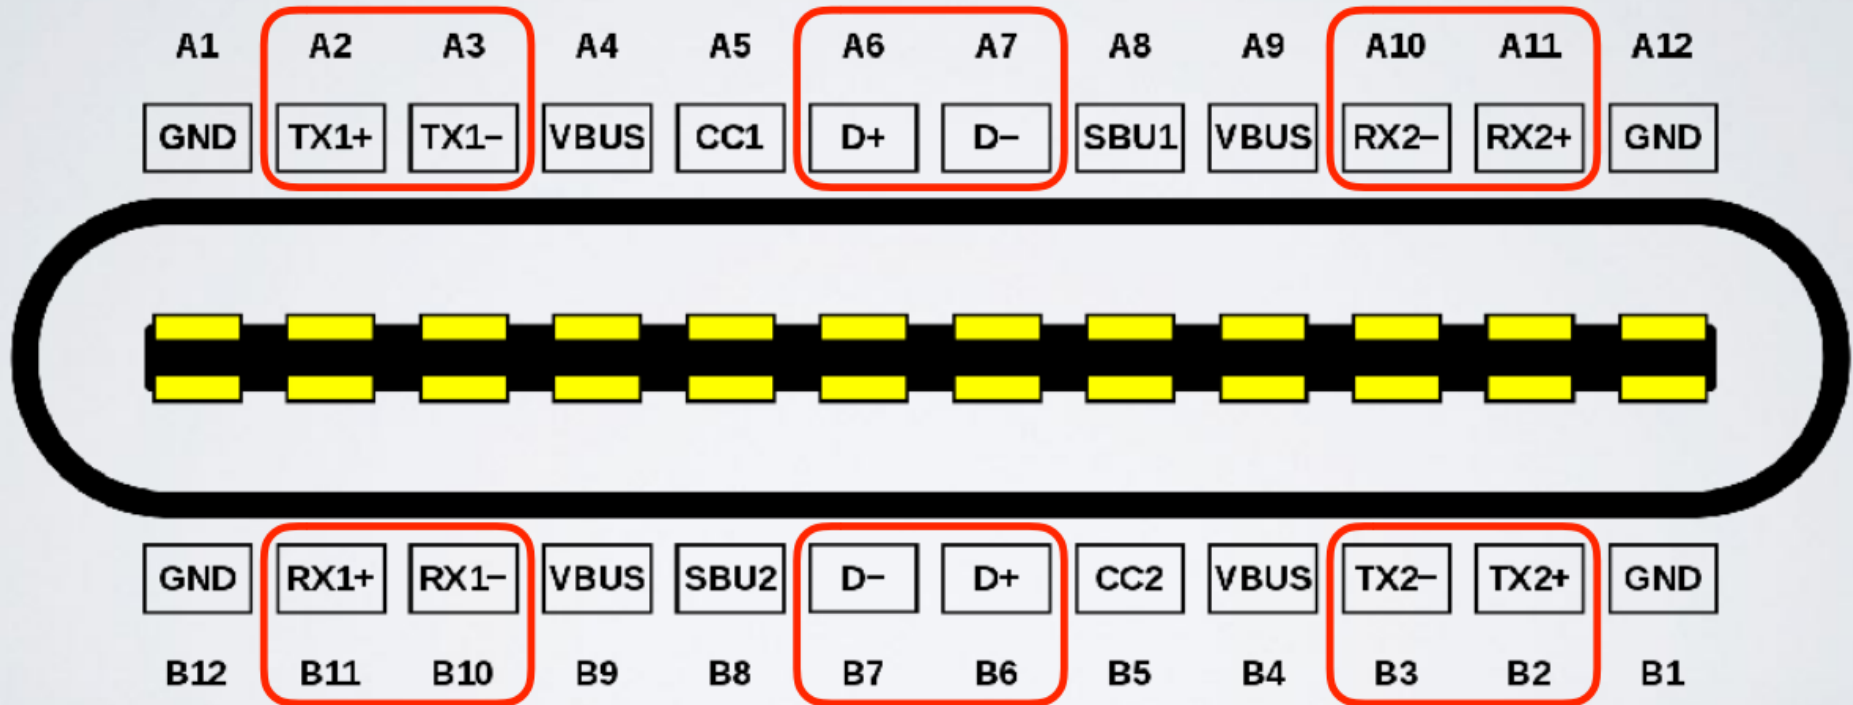 A1 A2 A3 A4 A5 A6 A7 A8 A9 A10 A11 A12
GND TX1+ TX1− VBUS CC1 D+ D− SBU1 VBUS RX2− RX2+ GND
GND RX1+ RX1− VBUS SBU2 D− D+ CC2 VBUS TX2− TX2+ GND
B12 B11 B10 B9 B8 B7 B6 B5 B4 B3 B2 B1